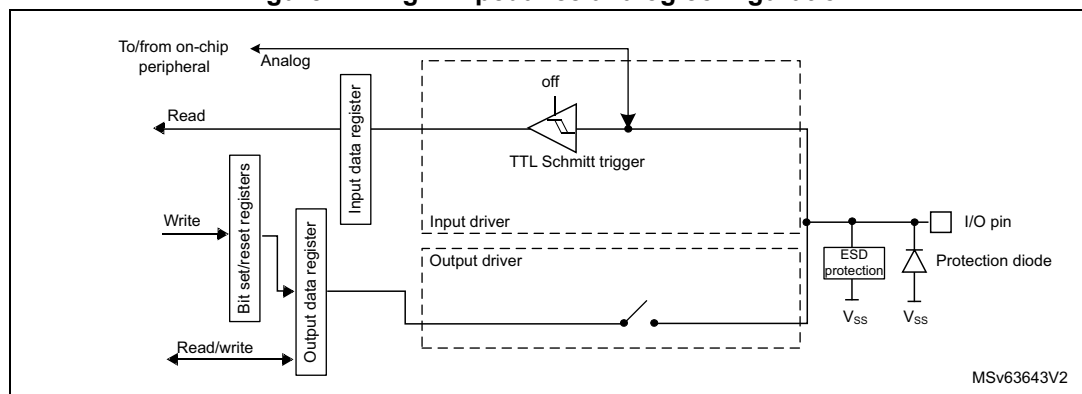 To/from on-chip
peripheral
Analog
off
Read
Input data register
TTL Schmitt trigger
Bit set/reset registers
Write
Input driver
I/O pin
Output data register
Output driver
ESD
protection
Protection diode
VSS
VSS
Read/write
MSv63643V2